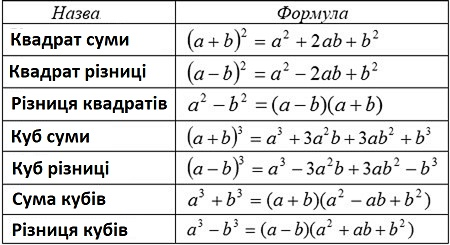 Назва Формула
Квадрат суми (a+b)² = a² + 2ab + b²
Квадрат різниці (a−b)² = a² − 2ab + b²
Різниця квадратів a² − b² = (a−b)(a+b)
Куб суми (a+b)³ = a³ + 3a²b + 3ab² + b³
Куб різниці (a−b)³ = a³ − 3a²b + 3ab² − b³
Сума кубів a³ + b³ = (a+b)(a² − ab + b²)
Різниця кубів a³ − b³ = (a−b)(a² + ab + b²)